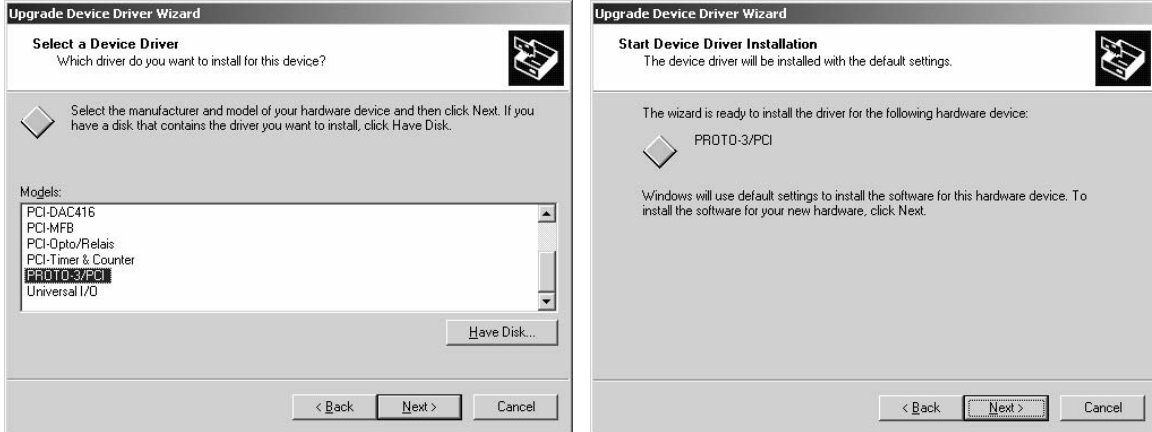 Upgrade Device Driver Wizard
Select a Device Driver
Which driver do you want to install for this device?
Select the manufacturer and model of your hardware device and then click Next. If you
have a disk that contains the driver you want to install, click Have Disk.
Models:
PCI-DAC416
PCI-MFB
PCI-Opto/Relais
PCI-Timer & Counter
PROTO-3/PCI
Universal I/O
Have Disk...
< Back
Next >
Cancel
Upgrade Device Driver Wizard
Start Device Driver Installation
The device driver will be installed with the default settings.
The wizard is ready to install the driver for the following hardware device:
PROTO-3/PCI
Windows will use default settings to install the software for this hardware device. To
install the software for your new hardware, click Next.
< Back
Next >
Cancel